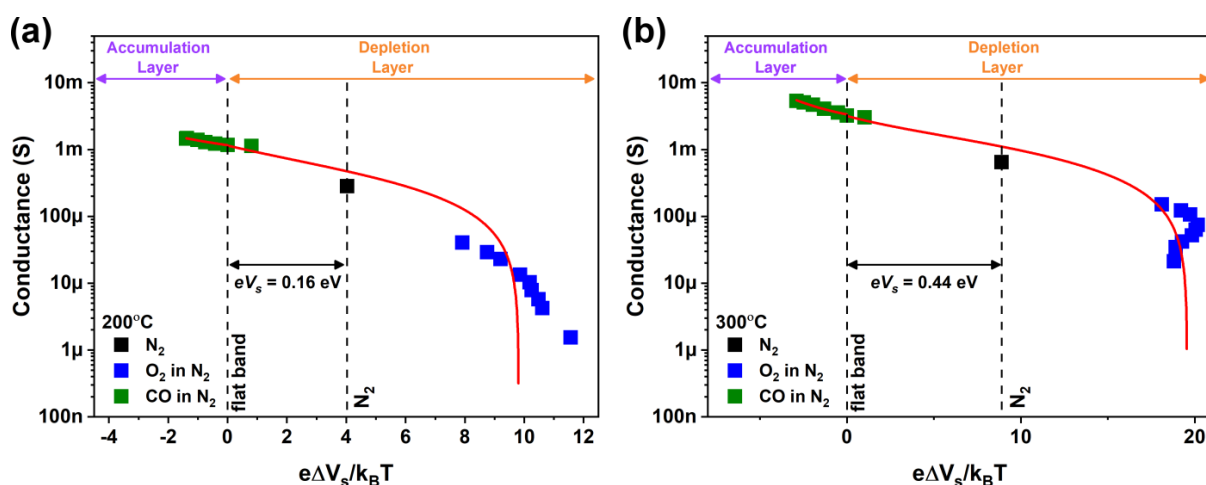 (a)
Accumulation
Layer
Depletion
Layer
10m
1m
100µ
10µ
1µ
100n
Conductance (S)
eVₛ = 0.16 eV
200°C
N₂
O₂ in N₂
CO in N₂
flat band
N₂
-4 -2 0 2 4 6 8 10 12
eΔVₛ/k_BT
(b)
Accumulation
Layer
Depletion
Layer
10m
1m
100µ
10µ
1µ
100n
Conductance (S)
eVₛ = 0.44 eV
300°C
N₂
O₂ in N₂
CO in N₂
flat band
N₂
0 10 20
eΔVₛ/k_BT